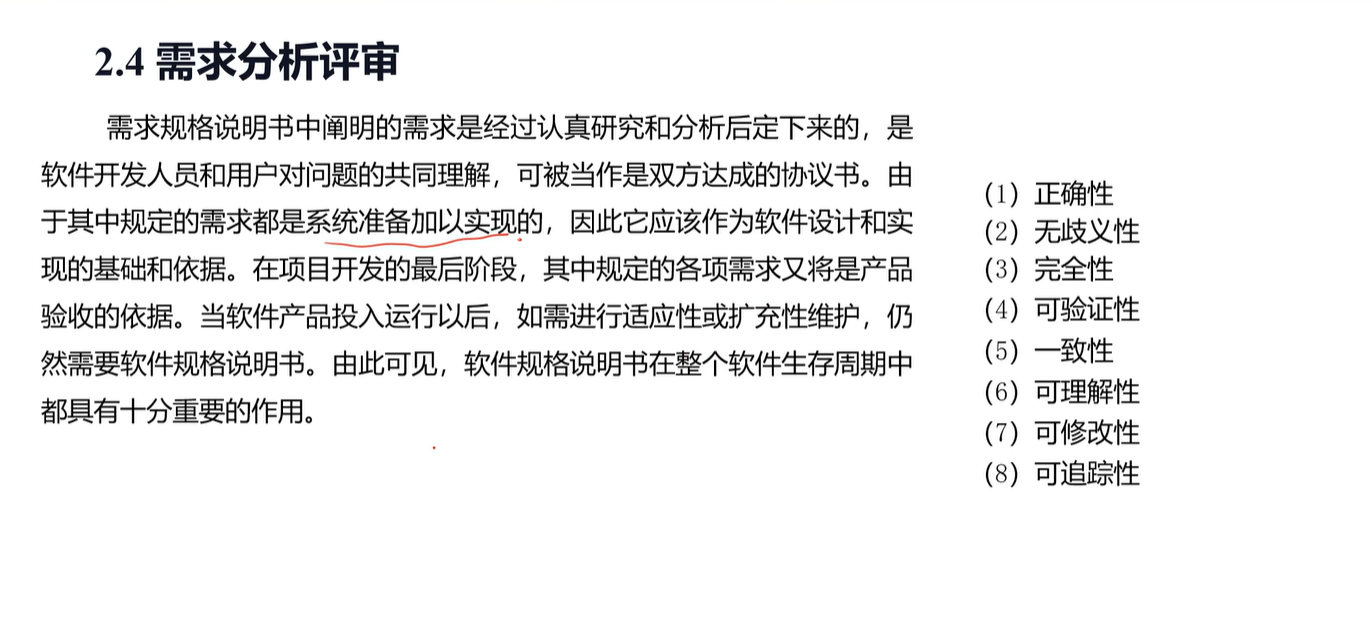 2.4 需求分析评审
需求规格说明书中阐明的需求是经过认真研究和分析后定下来的，是
软件开发人员和用户对问题的共同理解，可被当作是双方达成的协议书。由
于其中规定的需求都是系统准备加以实现的，因此它应该作为软件设计和实
现的基础和依据。在项目开发的最后阶段，其中规定的各项需求又将是产品
验收的依据。当软件产品投入运行以后，如需进行适应性或扩充性维护，仍
然需要软件规格说明书。由此可见，软件规格说明书在整个软件生存周期中
都具有十分重要的作用。
（1）正确性
（2）无歧义性
（3）完全性
（4）可验证性
（5）一致性
（6）可理解性
（7）可修改性
（8）可追踪性